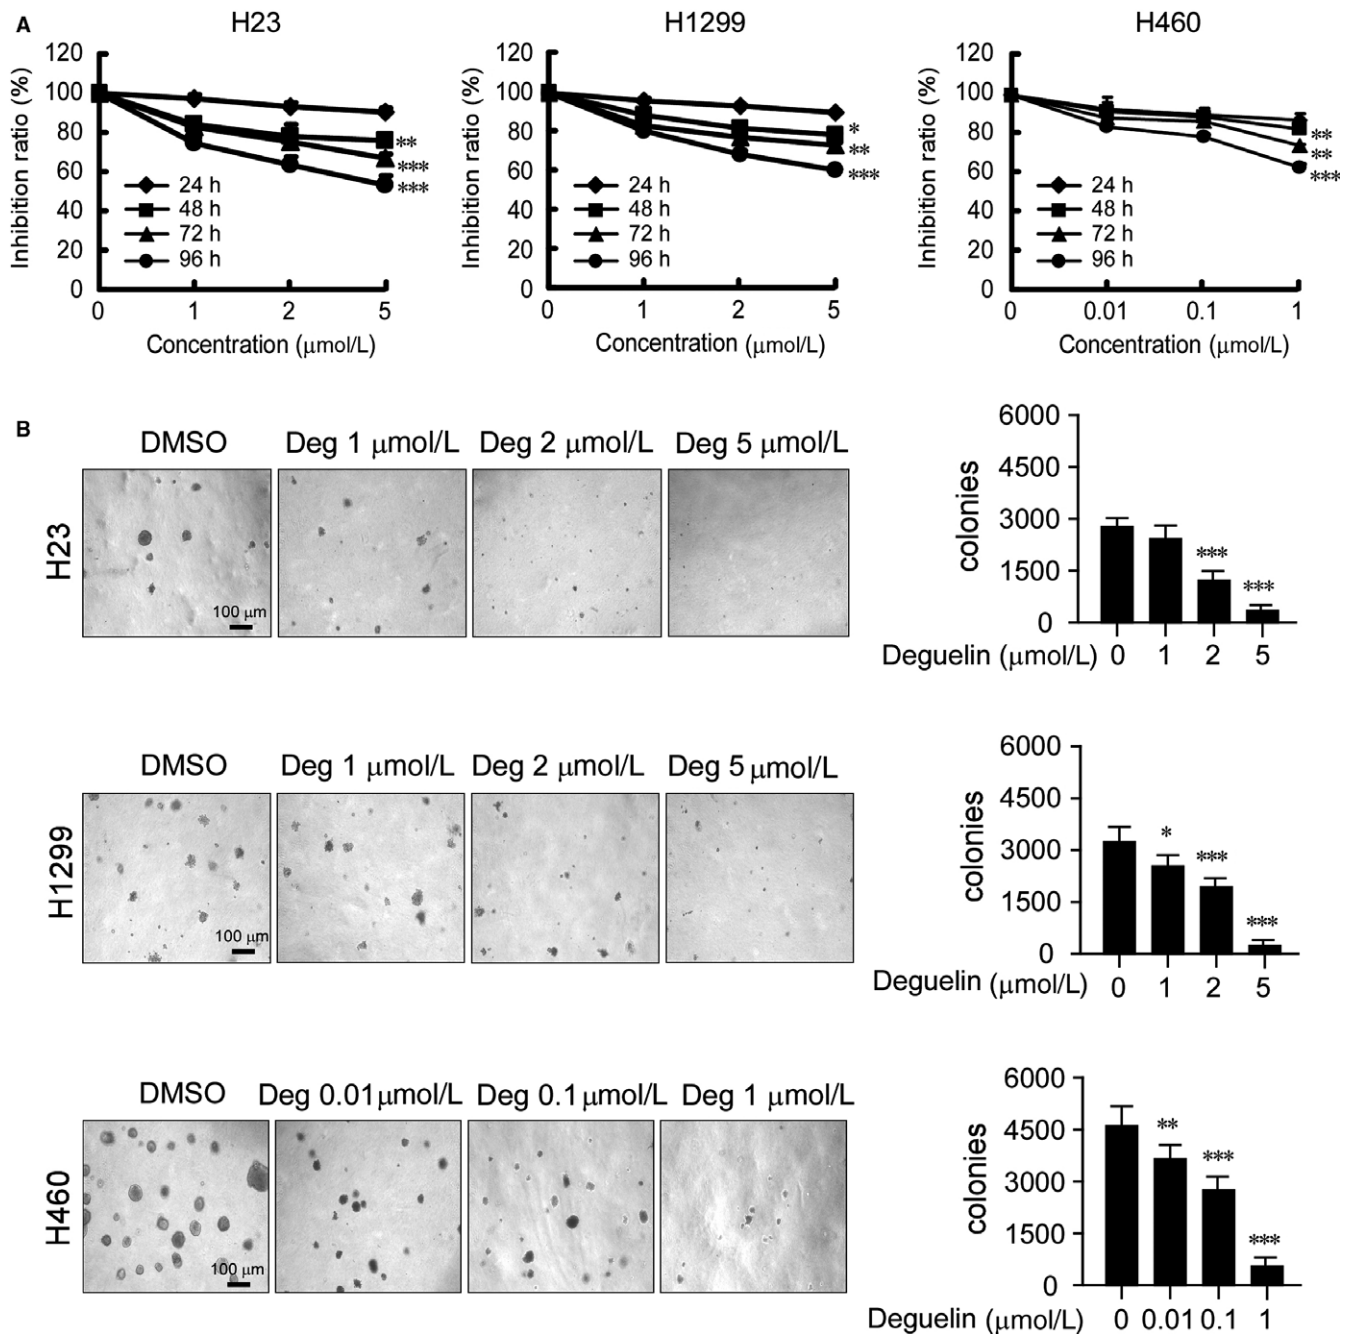 A
H23
H1299
H460
120
100
80
60
40
20
0
Inhibition ratio (%)
24 h
48 h
72 h
96 h
**
***
***
0 1 2 5
Concentration (μmol/L)
120
100
80
60
40
20
0
Inhibition ratio (%)
24 h
48 h
72 h
96 h
*
**
***
0 1 2 5
Concentration (μmol/L)
120
100
80
60
40
20
0
Inhibition ratio (%)
24 h
48 h
72 h
96 h
**
**
***
0 0.01 0.1 1
Concentration (μmol/L)
B
DMSO Deg 1 μmol/L Deg 2 μmol/L Deg 5 μmol/L
H23
100 μm
6000
4500
3000
1500
0
colonies
*** ***
Deguelin (μmol/L) 0 1 2 5
DMSO Deg 1 μmol/L Deg 2 μmol/L Deg 5 μmol/L
H1299
100 μm
6000
4500
3000
1500
0
colonies
* *** ***
Deguelin (μmol/L) 0 1 2 5
DMSO Deg 0.01 μmol/L Deg 0.1 μmol/L Deg 1 μmol/L
H460
100 μm
6000
4500
3000
1500
0
colonies
** *** ***
Deguelin (μmol/L) 0 0.01 0.1 1